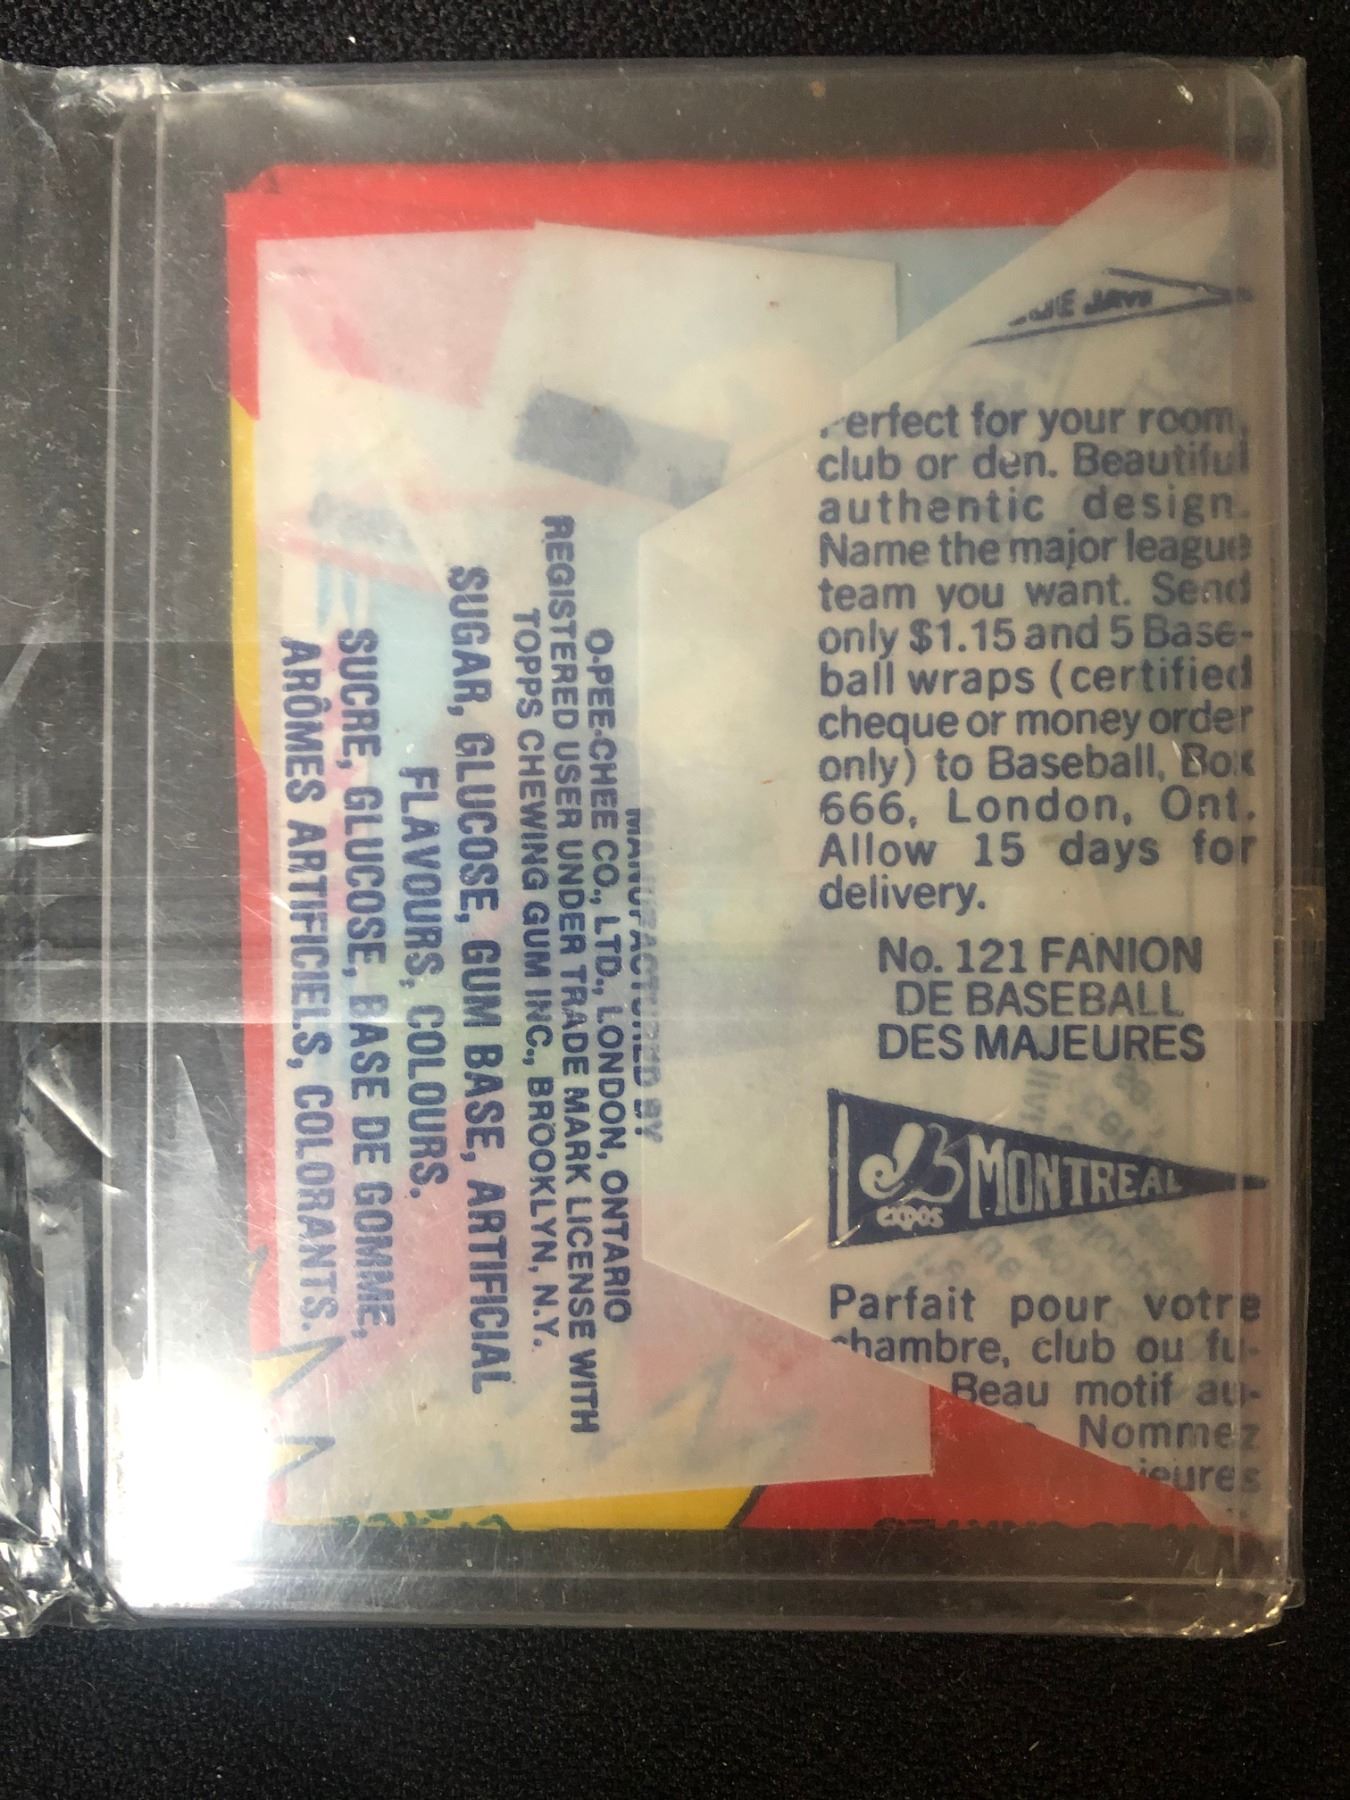 BLUE JAYS
Perfect for your room,
club or den. Beautiful
authentic design.
Name the major league
team you want. Send
only $1.15 and 5 Base-
ball wraps (certified
cheque or money order
only) to Baseball, Box
666, London, Ont.
Allow 15 days for
delivery.
No. 121 FANION
DE BASEBALL
DES MAJEURES
expos MONTREAL
Parfait pour votre
chambre, club ou fu-
Beau motif au-
Nommez
jeures
MANUFACTURED BY
O-PEE-CHEE CO., LTD., LONDON, ONTARIO
REGISTERED USER UNDER TRADE MARK LICENSE WITH
TOPPS CHEWING GUM INC., BROOKLYN, N.Y.
SUGAR, GLUCOSE, GUM BASE, ARTIFICIAL
FLAVOURS, COLOURS.
SUCRE, GLUCOSE, BASE DE GOMME,
ARÔMES ARTIFICIELS, COLORANTS.